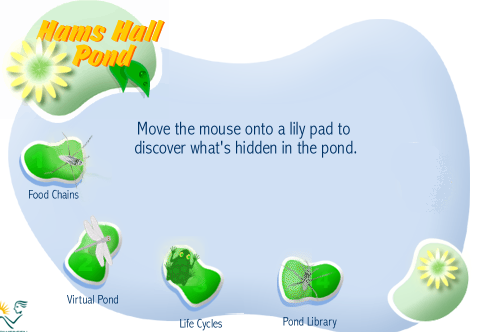 Hams Hall
Pond
Move the mouse onto a lily pad to
discover what's hidden in the pond.
Food Chains
Virtual Pond
Life Cycles
Pond Library